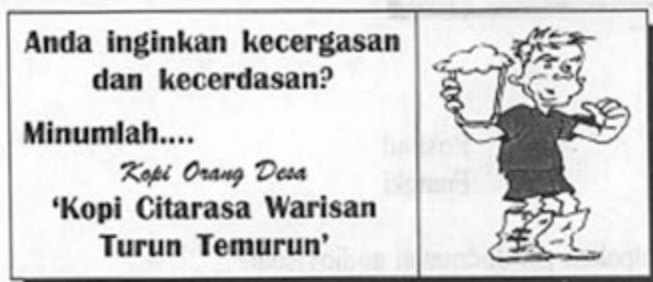 Anda inginkan kecergasan
dan kecerdasan?
Minumlah....
Kopi Orang Desa
'Kopi Citarasa Warisan
Turun Temurun'